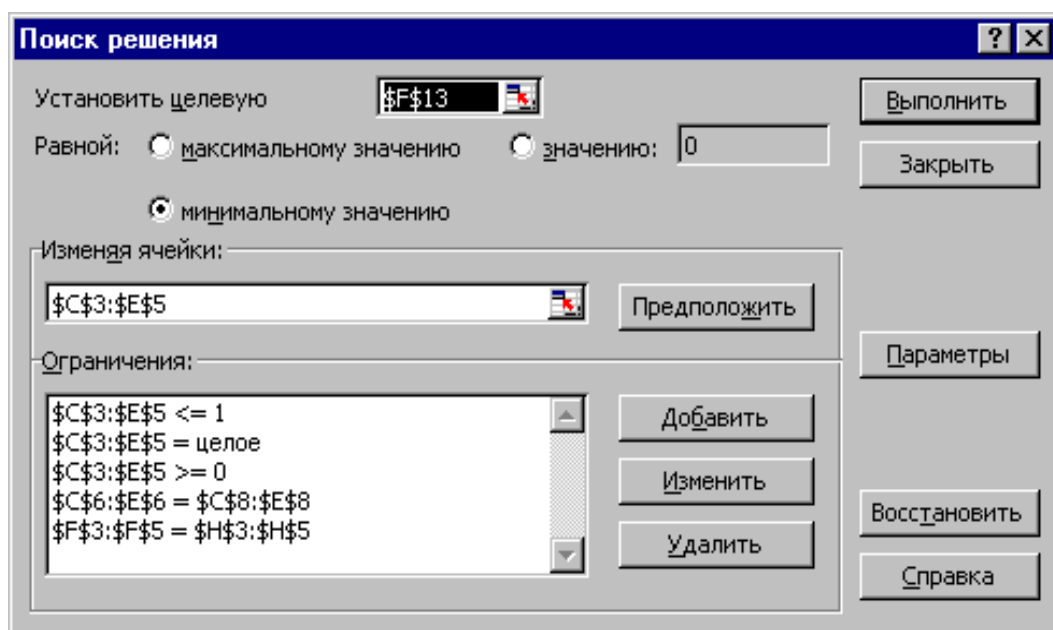 Поиск решения
Установить целевую $F$13
Выполнить
Равной: максимальному значению значению: 0
Закрыть
минимальному значению
Изменяя ячейки:
$C$3:$E$5 Предположить
Параметры
Ограничения:
$C$3:$E$5 <= 1
$C$3:$E$5 = целое
$C$3:$E$5 >= 0
$C$6:$E$6 = $C$8:$E$8
$F$3:$F$5 = $H$3:$H$5
Добавить
Изменить
Удалить
Восстановить
Справка